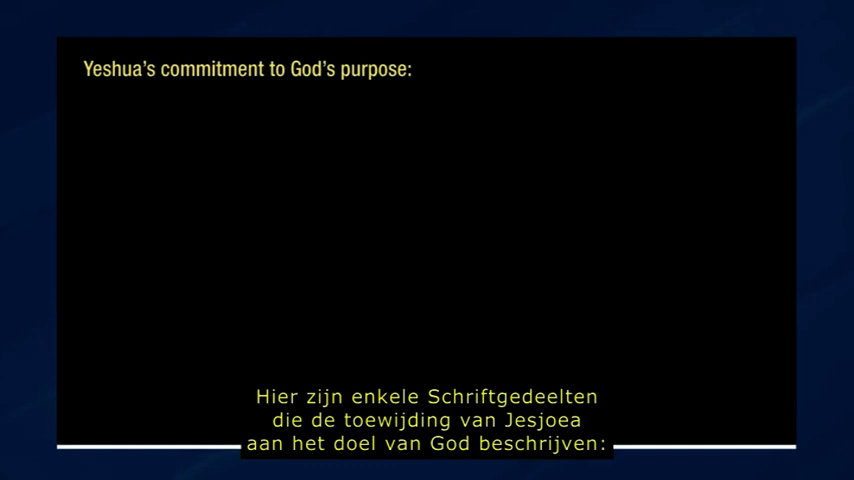 Yeshua's commitment to God's purpose:
Hier zijn enkele Schriftgedeelten
die de toewijding van Jesjoea
aan het doel van God beschrijven: